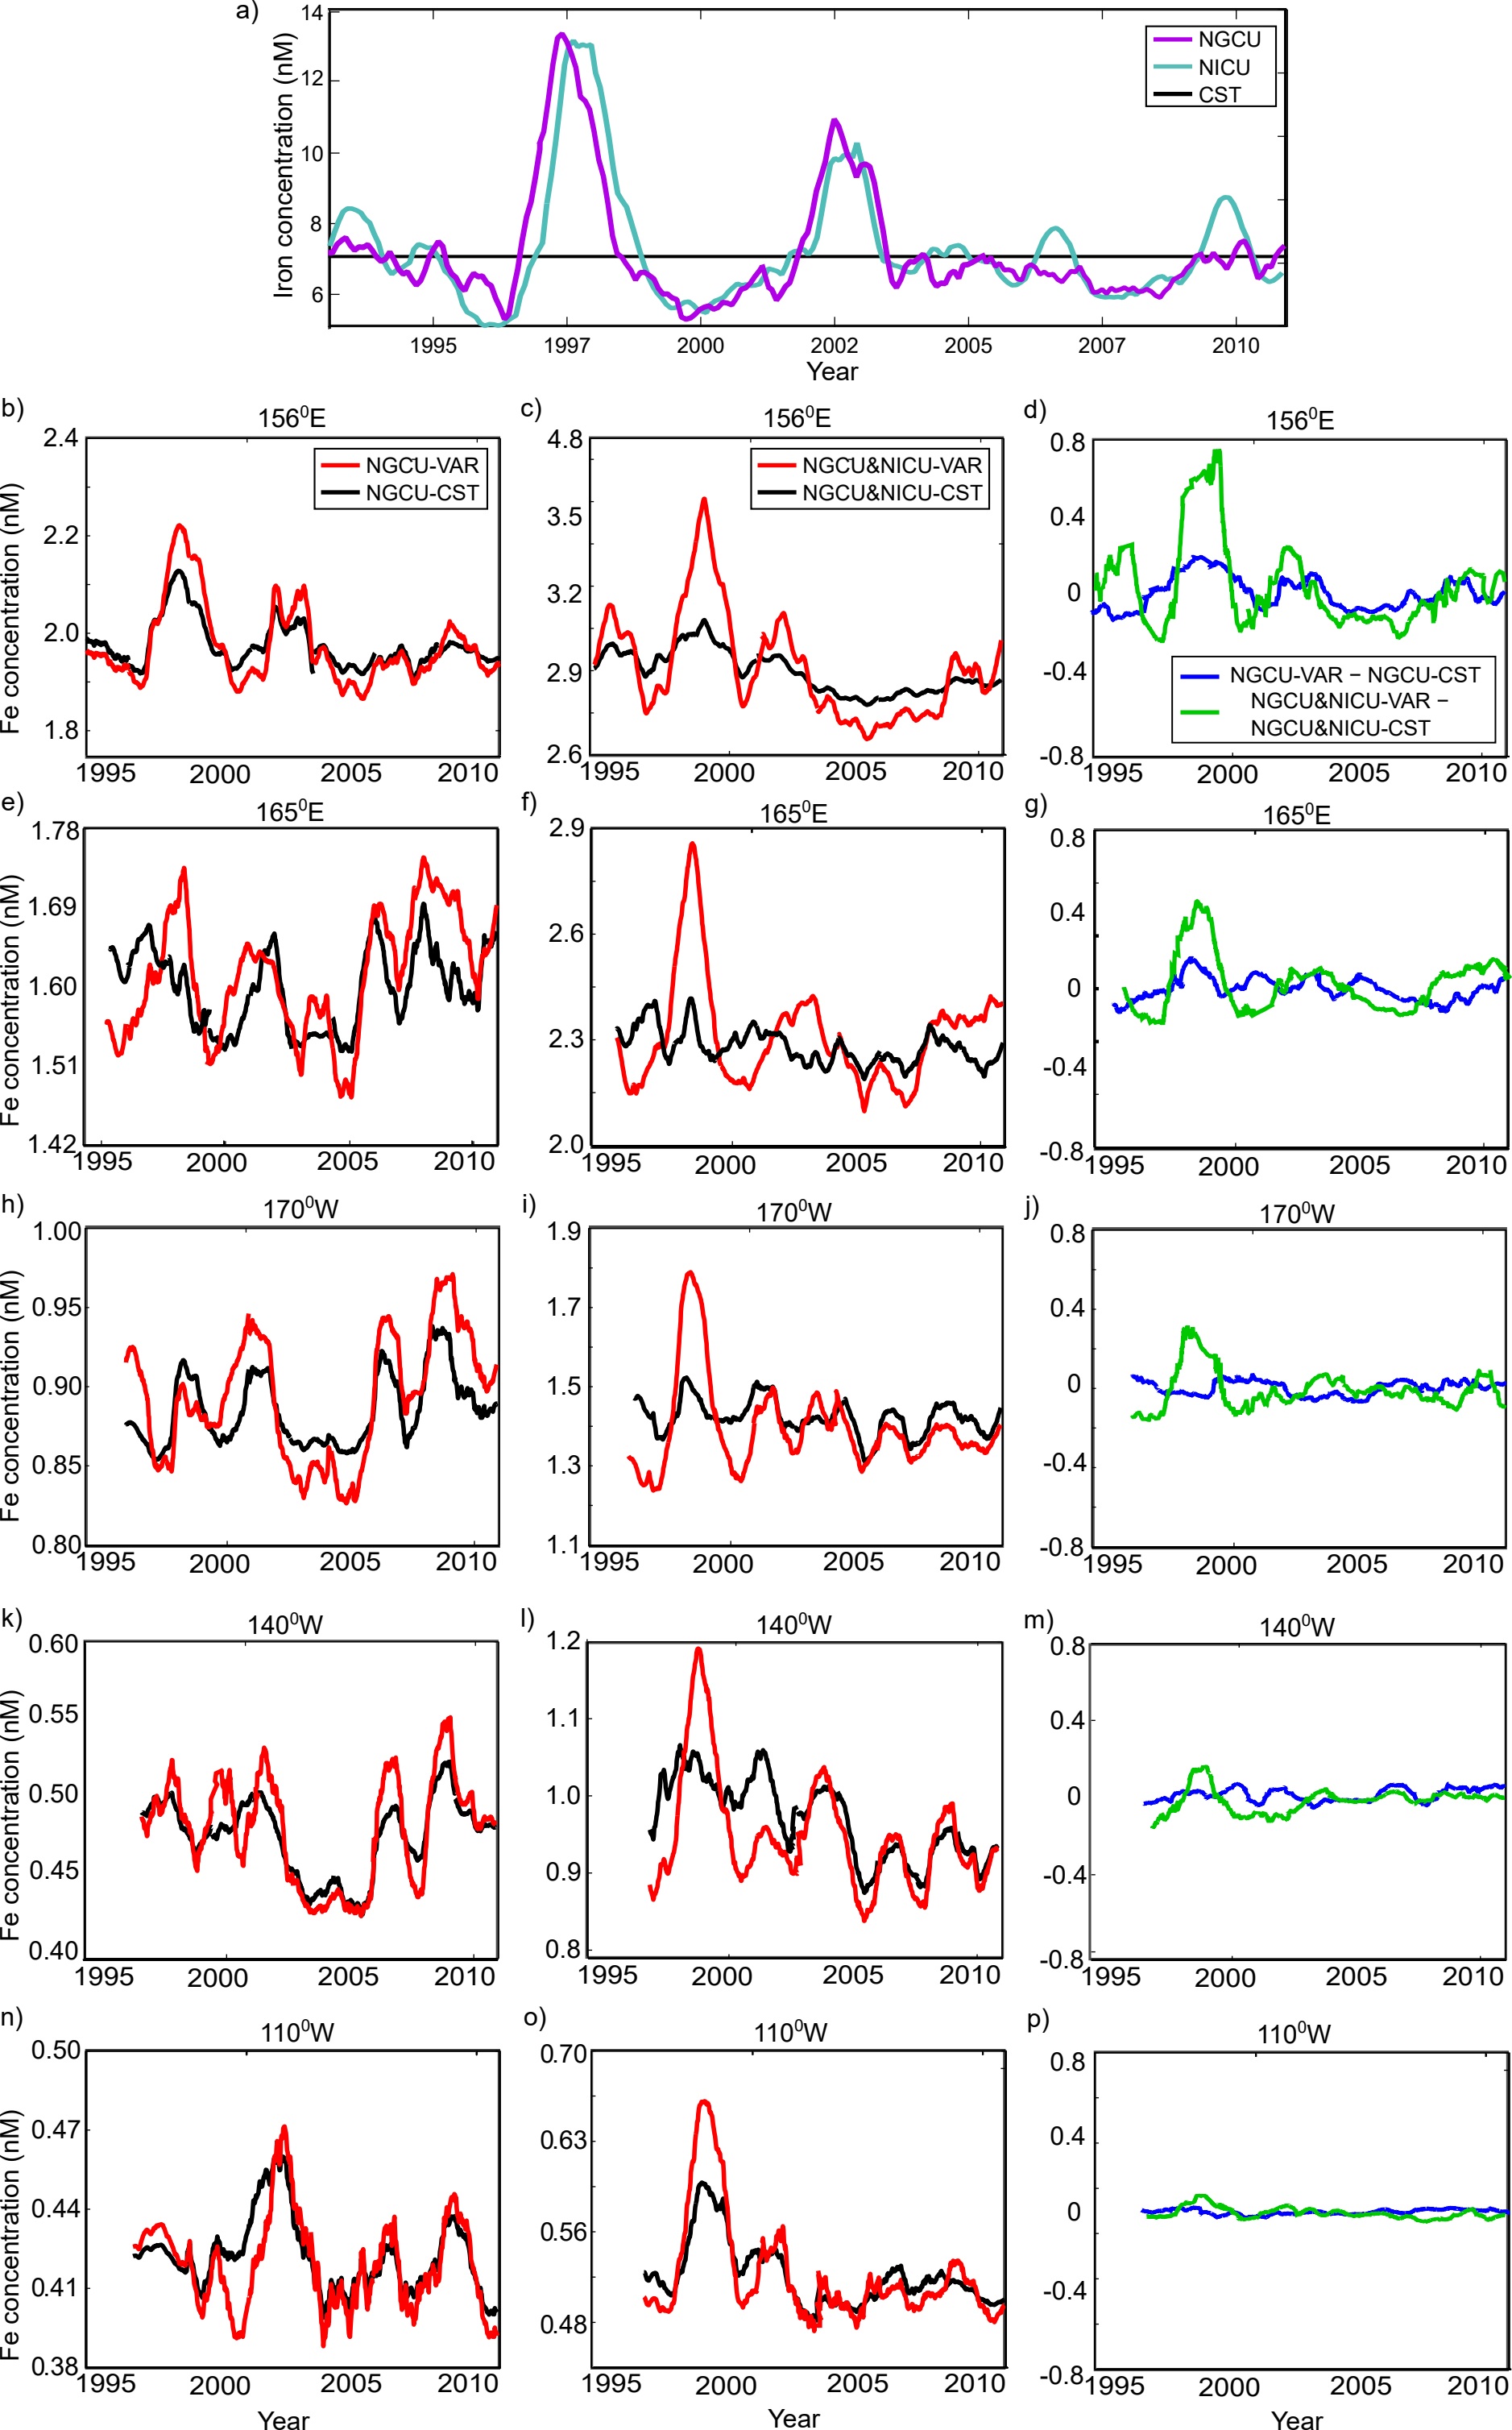 a)
Iron concentration (nM)
14
12
10
8
6
NGCU
NICU
CST
1995 1997 2000 2002 2005 2007 2010
Year
b) 156⁰E
c) 156⁰E
d) 156⁰E
Fe concentration (nM)
2.4
2.2
2.0
1.8
NGCU-VAR
NGCU-CST
1995 2000 2005 2010
4.8
3.5
3.2
2.9
2.6
NGCU&NICU-VAR
NGCU&NICU-CST
1995 2000 2005 2010
0.8
0.4
0
-0.4
-0.8
NGCU-VAR − NGCU-CST
NGCU&NICU-VAR −
NGCU&NICU-CST
1995 2000 2005 2010
e) 165⁰E
f) 165⁰E
g) 165⁰E
Fe concentration (nM)
1.78
1.69
1.60
1.51
1.42
1995 2000 2005 2010
2.9
2.6
2.3
2.0
1995 2000 2005 2010
0.8
0.4
0
-0.4
-0.8
1995 2000 2005 2010
h) 170⁰W
i) 170⁰W
j) 170⁰W
Fe concentration (nM)
1.00
0.95
0.90
0.85
0.80
1995 2000 2005 2010
1.9
1.7
1.5
1.3
1.1
1995 2000 2005 2010
0.8
0.4
0
-0.4
-0.8
1995 2000 2005 2010
k) 140⁰W
l) 140⁰W
m) 140⁰W
Fe concentration (nM)
0.60
0.55
0.50
0.45
0.40
1995 2000 2005 2010
1.2
1.1
1.0
0.9
0.8
1995 2000 2005 2010
0.8
0.4
0
-0.4
-0.8
1995 2000 2005 2010
n) 110⁰W
o) 110⁰W
p) 110⁰W
Fe concentration (nM)
0.50
0.47
0.44
0.41
0.38
1995 2000 2005 2010
Year
0.70
0.63
0.56
0.48
1995 2000 2005 2010
Year
0.8
0.4
0
-0.4
-0.8
1995 2000 2005 2010
Year